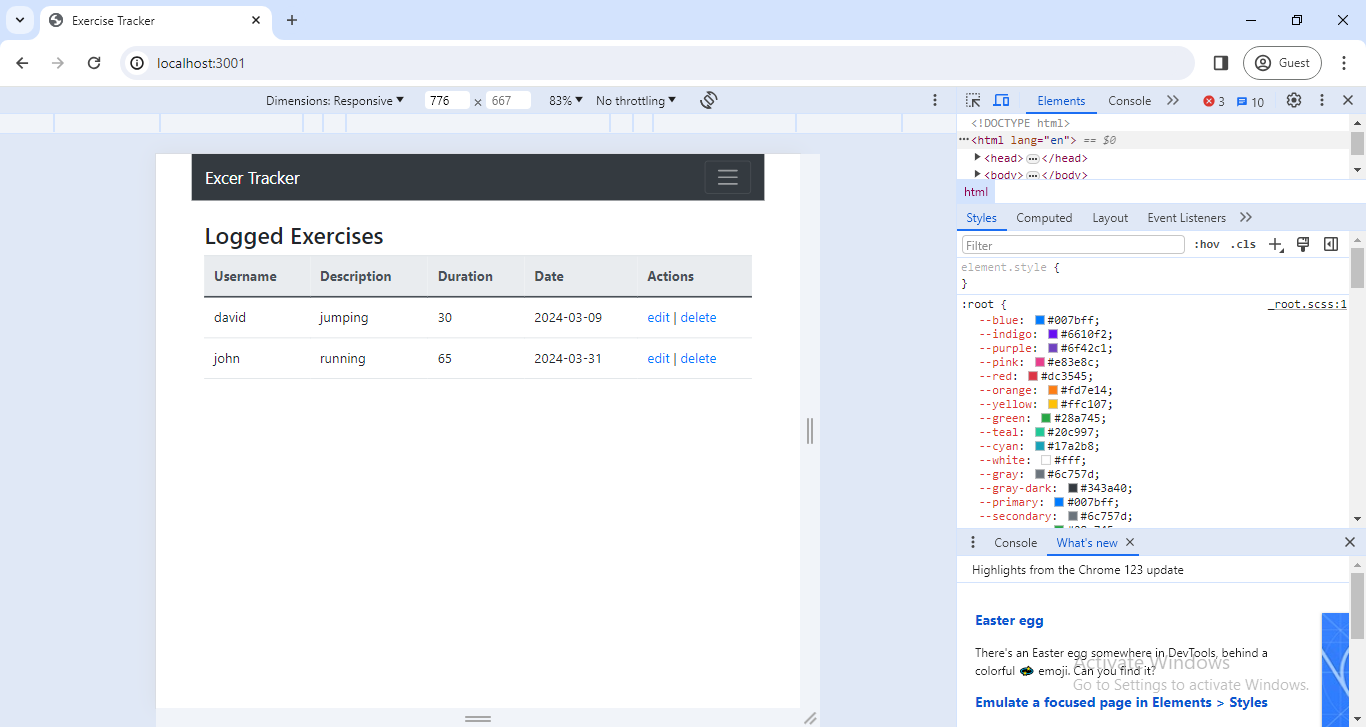 Exercise Tracker
localhost:3001
Guest
Dimensions: Responsive
776 x 667
83%
No throttling
Elements
Console
3
10
<!DOCTYPE html>
<html lang="en"> == $0
<head> … </head>
<body> … </body>
html
Excer Tracker
Logged Exercises
Username Description Duration Date Actions
david jumping 30 2024-03-09 edit | delete
john running 65 2024-03-31 edit | delete
Styles Computed Layout Event Listeners
Filter
:hov .cls
element.style {
}
:root {
_root.scss:1
--blue: #007bff;
--indigo: #6610f2;
--purple: #6f42c1;
--pink: #e83e8c;
--red: #dc3545;
--orange: #fd7e14;
--yellow: #ffc107;
--green: #28a745;
--teal: #20c997;
--cyan: #17a2b8;
--white: #fff;
--gray: #6c757d;
--gray-dark: #343a40;
--primary: #007bff;
--secondary: #6c757d;
Console What's new
Highlights from the Chrome 123 update
Easter egg
There's an Easter egg somewhere in DevTools, behind a
colorful emoji. Can you find it?
Activate Windows
Go to Settings to activate Windows.
Emulate a focused page in Elements > Styles